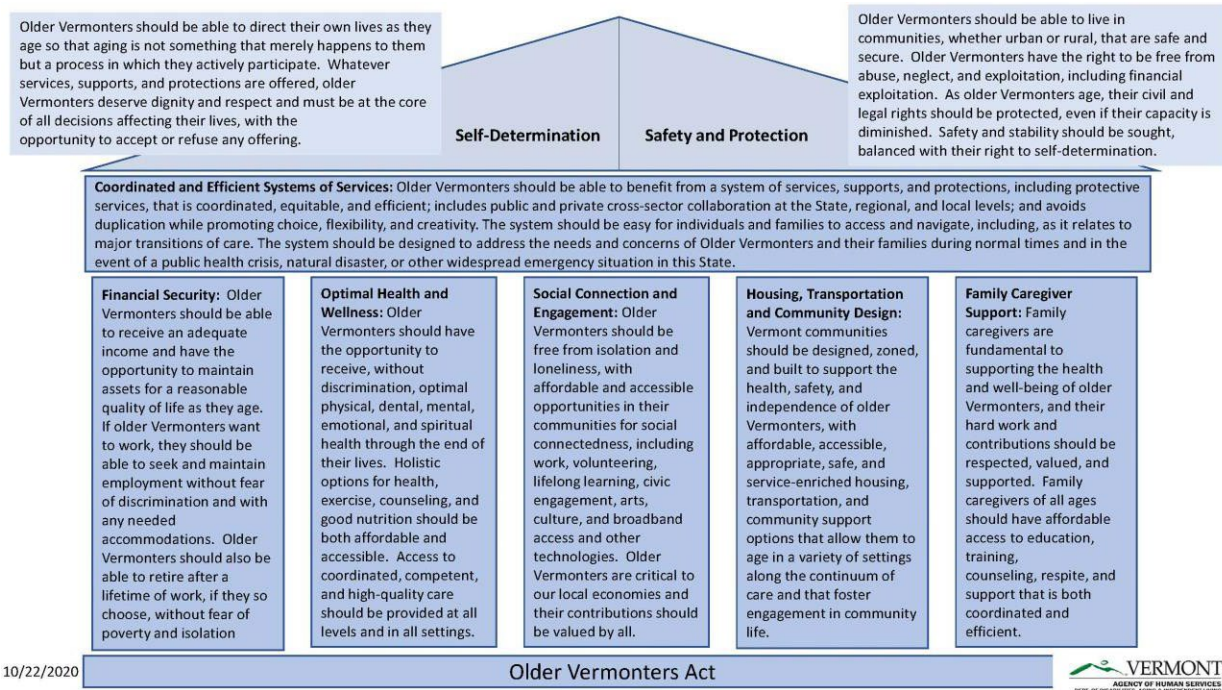 Older Vermonters should be able to direct their own lives as they
age so that aging is not something that merely happens to them
but a process in which they actively participate. Whatever
services, supports, and protections are offered, older
Vermonters deserve dignity and respect and must be at the core
of all decisions affecting their lives, with the
opportunity to accept or refuse any offering.
Self-Determination
Safety and Protection
Older Vermonters should be able to live in
communities, whether urban or rural, that are safe and
secure. Older Vermonters have the right to be free from
abuse, neglect, and exploitation, including financial
exploitation. As older Vermonters age, their civil and
legal rights should be protected, even if their capacity is
diminished. Safety and stability should be sought,
balanced with their right to self-determination.
Coordinated and Efficient Systems of Services: Older Vermonters should be able to benefit from a system of services, supports, and protections, including protective
services, that is coordinated, equitable, and efficient; includes public and private cross-sector collaboration at the State, regional, and local levels; and avoids
duplication while promoting choice, flexibility, and creativity. The system should be easy for individuals and families to access and navigate, including, as it relates to
major transitions of care. The system should be designed to address the needs and concerns of Older Vermonters and their families during normal times and in the
event of a public health crisis, natural disaster, or other widespread emergency situation in this State.
Financial Security: Older
Vermonters should be able
to receive an adequate
income and have the
opportunity to maintain
assets for a reasonable
quality of life as they age.
If older Vermonters want
to work, they should be
able to seek and maintain
employment without fear
of discrimination and with
any needed
accommodations. Older
Vermonters should also be
able to retire after a
lifetime of work, if they so
choose, without fear of
poverty and isolation
Optimal Health and
Wellness: Older
Vermonters should have
the opportunity to
receive, without
discrimination, optimal
physical, dental, mental,
emotional, and spiritual
health through the end of
their lives. Holistic
options for health,
exercise, counseling, and
good nutrition should be
both affordable and
accessible. Access to
coordinated, competent,
and high-quality care
should be provided at all
levels and in all settings.
Social Connection and
Engagement: Older
Vermonters should be
free from isolation and
loneliness, with
affordable and accessible
opportunities in their
communities for social
connectedness, including
work, volunteering,
lifelong learning, civic
engagement, arts,
culture, and broadband
access and other
technologies. Older
Vermonters are critical to
our local economies and
their contributions should
be valued by all.
Housing, Transportation
and Community Design:
Vermont communities
should be designed, zoned,
and built to support the
health, safety, and
independence of older
Vermonters, with
affordable, accessible,
appropriate, safe, and
service-enriched housing,
transportation, and
community support
options that allow them to
age in a variety of settings
along the continuum of
care and that foster
engagement in community
life.
Family Caregiver
Support: Family
caregivers are
fundamental to
supporting the health
and well-being of older
Vermonters, and their
hard work and
contributions should be
respected, valued, and
supported. Family
caregivers of all ages
should have affordable
access to education,
training,
counseling, respite, and
support that is both
coordinated and
efficient.
10/22/2020
Older Vermonters Act
VERMONT
AGENCY OF HUMAN SERVICES